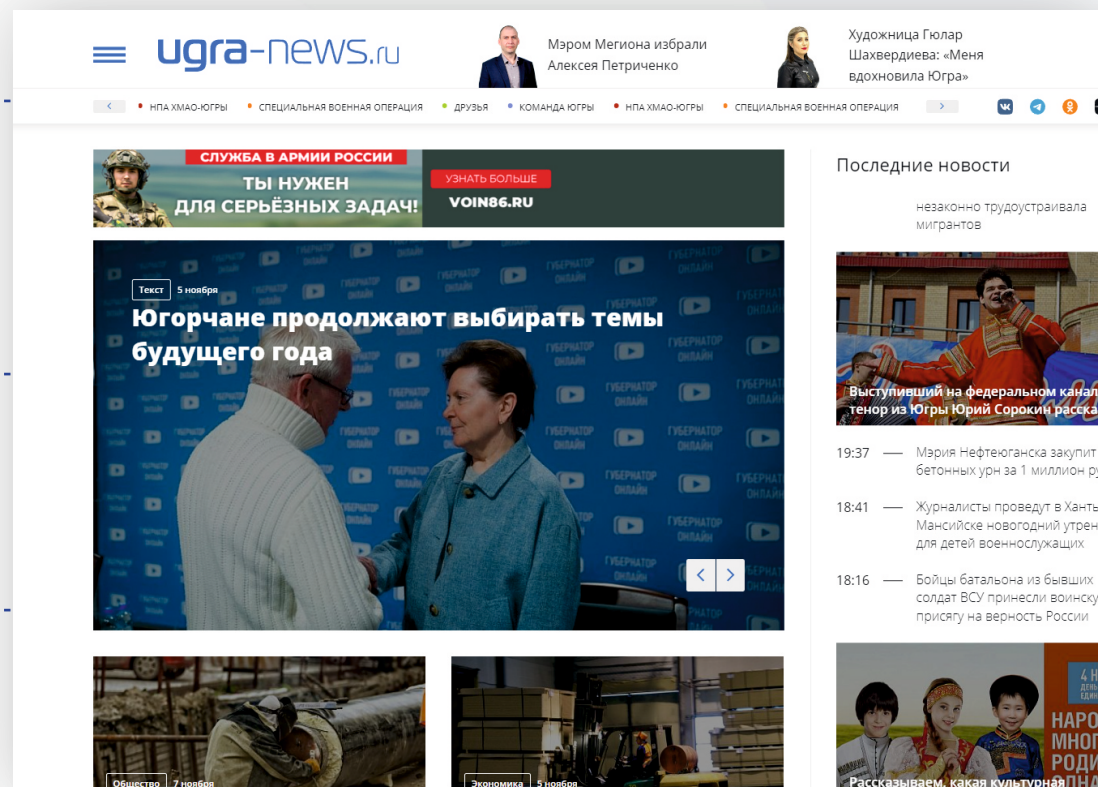 ugra-news.ru
Мэром Мегиона избрали
Алексея Петриченко
Художница Гюлар
Шахвердиева: «Меня
вдохновила Югра»
НПА ХМАО-ЮГРЫ
СПЕЦИАЛЬНАЯ ВОЕННАЯ ОПЕРАЦИЯ
ДРУЗЬЯ
КОМАНДА ЮГРЫ
НПА ХМАО-ЮГРЫ
СПЕЦИАЛЬНАЯ ВОЕННАЯ ОПЕРАЦИЯ
СЛУЖБА В АРМИИ РОССИИ
ТЫ НУЖЕН
ДЛЯ СЕРЬЁЗНЫХ ЗАДАЧ!
УЗНАТЬ БОЛЬШЕ
VOIN86.RU
Текст 5 ноября
Югорчане продолжают выбирать темы
будущего года
ГУБЕРНАТОР
ОНЛАЙН
Общество 7 ноября
Экономика 5 ноября
Последние новости
незаконно трудоустраивала
мигрантов
Выступивший на федеральном канал
тенор из Югры Юрий Сорокин расска
19:37 — Мэрия Нефтеюганска закупит
бетонных урн за 1 миллион ру
18:41 — Журналисты проведут в Ханты
Мансийске новогодний утрен
для детей военнослужащих
18:16 — Бойцы батальона из бывших
солдат ВСУ принесли воинску
присягу на верность России
4 Н
ДЕНЬ
ЕДИН
НАРО
МНОГ
РОДИ
ОДНА
Рассказываем, какая культурная